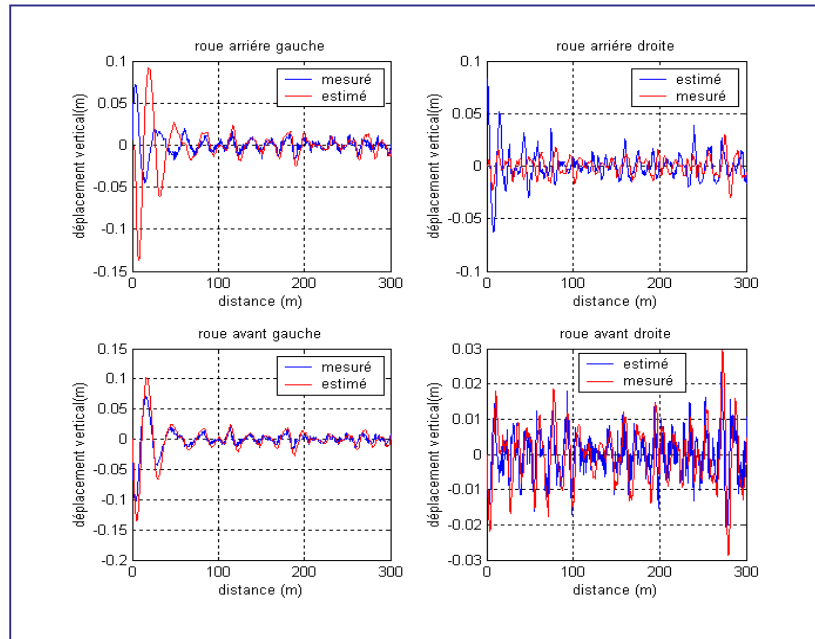 roue arriére gauche
0.1
0.05
0
-0.05
-0.1
-0.15
0
100
200
300
déplacement vertical(m)
distance (m)
mesuré
estimé
roue arriére droite
0.1
0.05
0
-0.05
-0.1
0
100
200
300
déplacement vertical(m)
distance (m)
estimé
mesuré
roue avant gauche
0.15
0.1
0.05
0
-0.05
-0.1
-0.15
-0.2
0
100
200
300
déplacement vertical(m)
distance (m)
mesuré
estimé
roue avant droite
0.03
0.02
0.01
0
-0.01
-0.02
-0.03
0
100
200
300
déplacement vertical(m)
distance (m)
estimé
mesuré